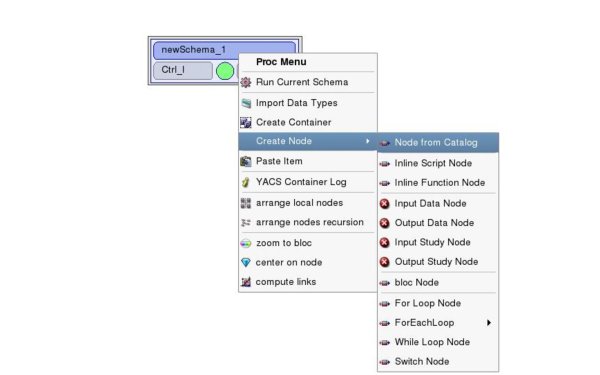 newSchema_1
Ctrl_I
Proc Menu
Run Current Schema
Import Data Types
Create Container
Create Node
Paste Item
YACS Container Log
arrange local nodes
arrange nodes recursion
zoom to bloc
center on node
compute links
Node from Catalog
Inline Script Node
Inline Function Node
Input Data Node
Output Data Node
Input Study Node
Output Study Node
bloc Node
For Loop Node
ForEachLoop
While Loop Node
Switch Node